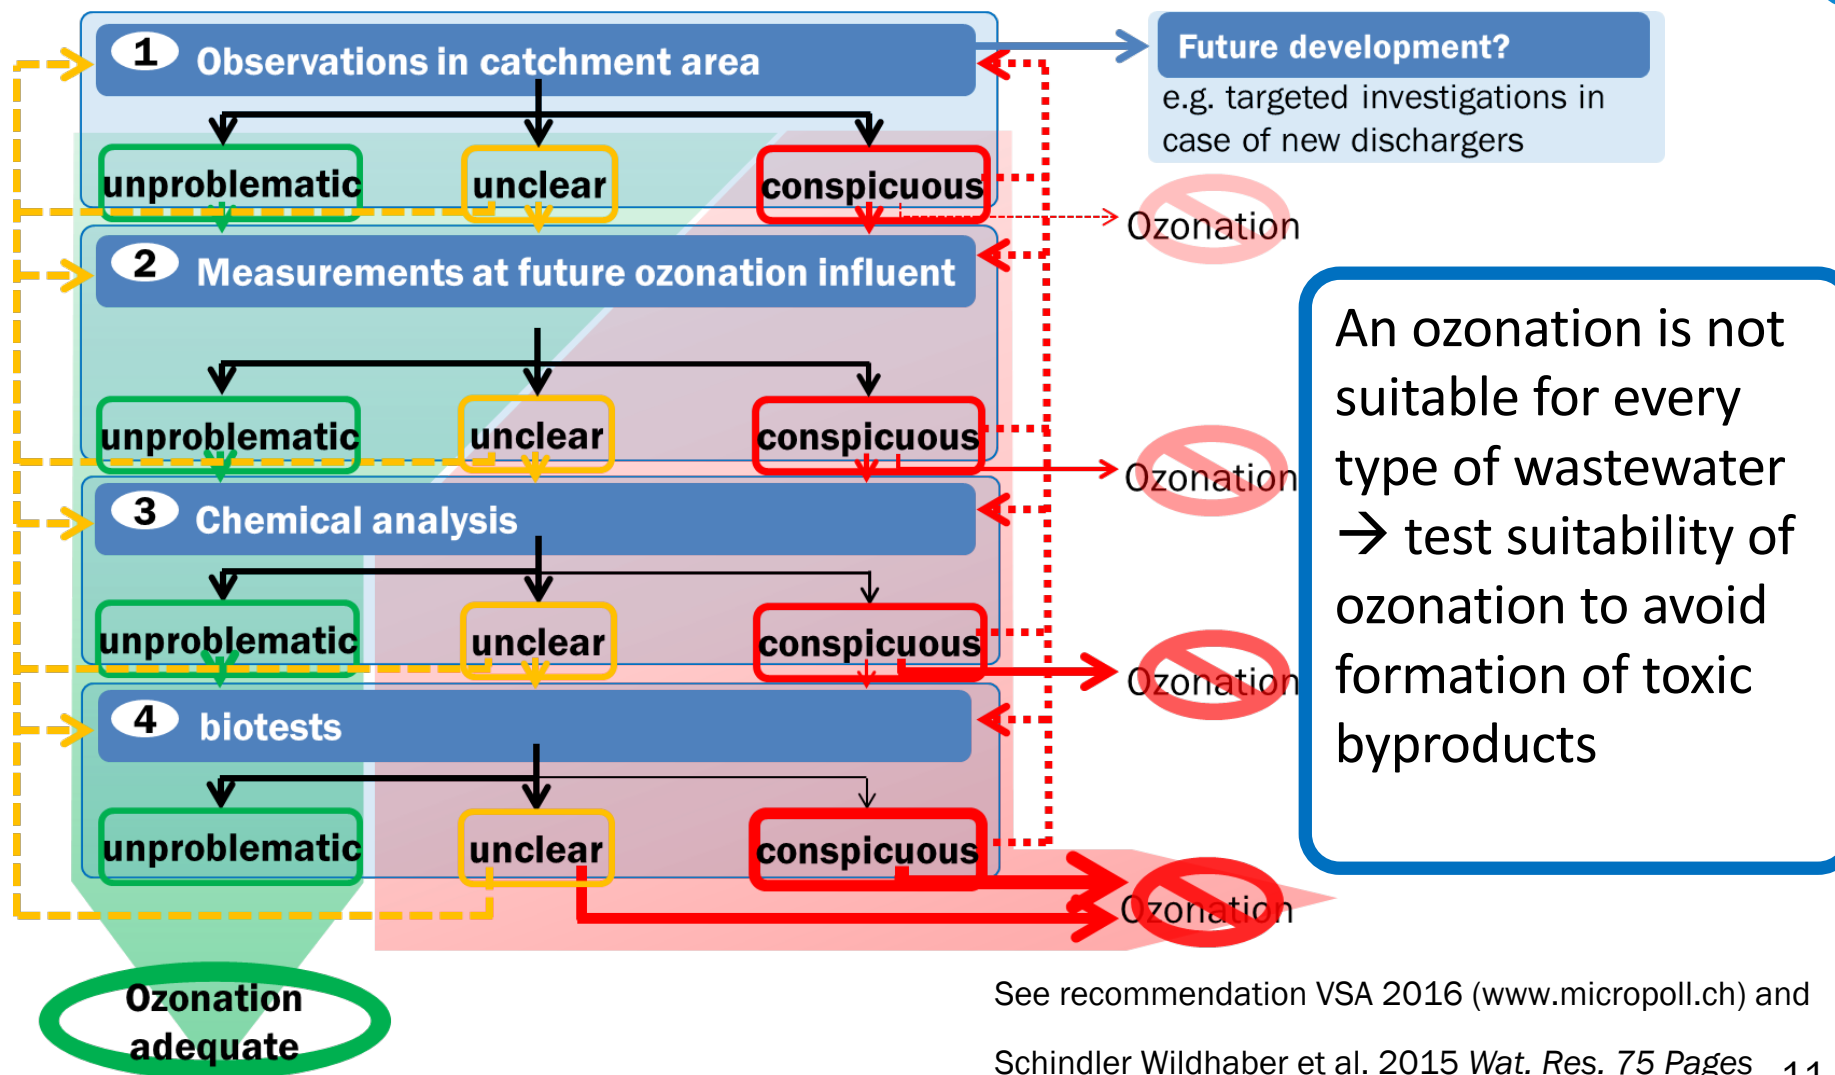 1 Observations in catchment area
Future development?
e.g. targeted investigations in
case of new dischargers
unproblematic
unclear
conspicuous
Ozonation
2 Measurements at future ozonation influent
unproblematic
unclear
conspicuous
Ozonation
3 Chemical analysis
unproblematic
unclear
conspicuous
Ozonation
4 biotests
unproblematic
unclear
conspicuous
Ozonation
Ozonation
adequate
An ozonation is not
suitable for every
type of wastewater
→ test suitability of
ozonation to avoid
formation of toxic
byproducts
See recommendation VSA 2016 (www.micropoll.ch) and
Schindler Wildhaber et al. 2015 Wat. Res. 75 Pages
11